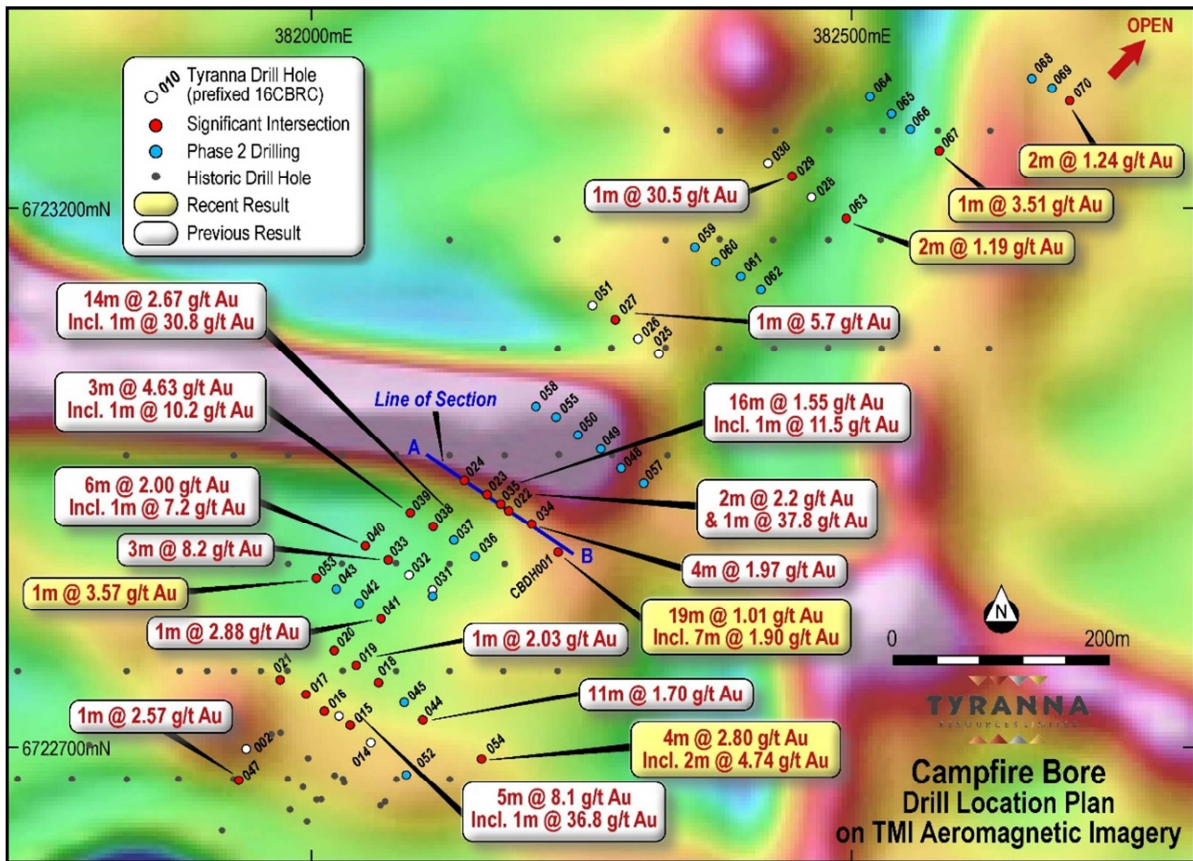 382000mE
382500mE
OPEN
010
Tyranna Drill Hole
(prefixed 16CBRC)
Significant Intersection
Phase 2 Drilling
Historic Drill Hole
Recent Result
Previous Result
6723200mN
064
065
066
067
068
069
070
2m @ 1.24 g/t Au
1m @ 3.51 g/t Au
2m @ 1.19 g/t Au
030
029
028
063
1m @ 30.5 g/t Au
059
060
061
062
051
027
026
025
1m @ 5.7 g/t Au
14m @ 2.67 g/t Au
Incl. 1m @ 30.8 g/t Au
3m @ 4.63 g/t Au
Incl. 1m @ 10.2 g/t Au
Line of Section
A
058
055
050
049
048
057
16m @ 1.55 g/t Au
Incl. 1m @ 11.5 g/t Au
024
023
035
022
034
2m @ 2.2 g/t Au
& 1m @ 37.8 g/t Au
6m @ 2.00 g/t Au
Incl. 1m @ 7.2 g/t Au
039
038
037
036
B
CBDH001
4m @ 1.97 g/t Au
3m @ 8.2 g/t Au
040
033
032
031
1m @ 3.57 g/t Au
053
043
042
041
19m @ 1.01 g/t Au
Incl. 7m @ 1.90 g/t Au
N
0
200m
1m @ 2.88 g/t Au
020
019
018
1m @ 2.03 g/t Au
021
017
016
015
045
044
11m @ 1.70 g/t Au
TYRANNA
RESOURCES LIMITED
1m @ 2.57 g/t Au
6722700mN
002
047
014
052
054
4m @ 2.80 g/t Au
Incl. 2m @ 4.74 g/t Au
5m @ 8.1 g/t Au
Incl. 1m @ 36.8 g/t Au
Campfire Bore
Drill Location Plan
on TMI Aeromagnetic Imagery